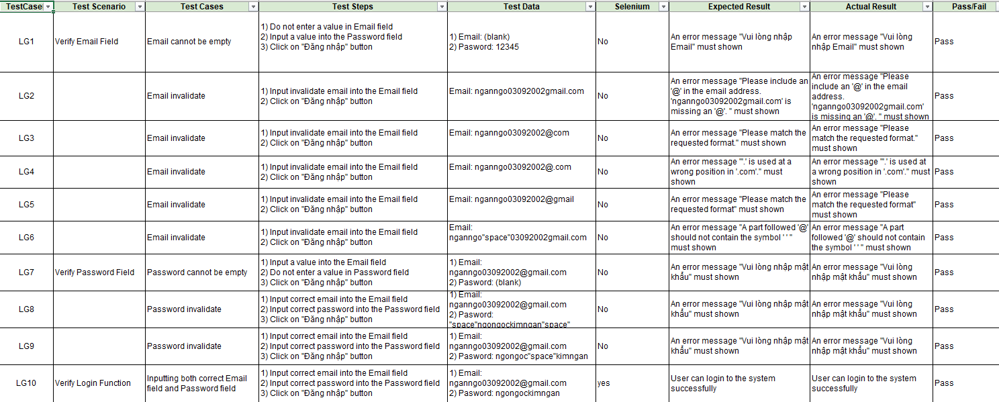 TestCase Test Scenario Test Cases Test Steps Test Data Selenium Expected Result Actual Result Pass/Fail
LG1
Verify Email Field
Email cannot be empty
1) Do not enter a value in Email field
2) Input a value into the Password field
3) Click on "Đăng nhập" button
1) Email: (blank)
2) Pasword: 12345
No
An error message "Vui lòng nhập
Email" must shown
An error message "Vui lòng
nhập Email" must shown
Pass
LG2
Email invalidate
1) Input invalidate email into the Email field
2) Click on "Đăng nhập" button
Email: nganngo03092002gmail.com
No
An error message "Please include an
'@' in the email address.
'nganngo03092002gmail.com' is
missing an '@'. " must shown
An error message "Please
include an '@' in the email
address.
'nganngo03092002gmail.com'
is missing an '@'. " must shown
Pass
LG3
Email invalidate
1) Input invalidate email into the Email field
2) Click on "Đăng nhập" button
Email: nganngo03092002@com
No
An error message "Please match the
requested format." must shown
An error message "Please
match the requested format."
must shown
Pass
LG4
Email invalidate
1) Input invalidate email into the Email field
2) Click on "Đăng nhập" button
Email: nganngo03092002@.com
No
An error message "'.' is used at a
wrong position in '.com'." must
shown
An error message "'.' is used at
a wrong position in '.com'." must
shown
Pass
LG5
Email invalidate
1) Input invalidate email into the Email field
2) Click on "Đăng nhập" button
Email: nganngo03092002@gmail
No
An error message "Please match the
requested format" must shown
An error message "Please
match the requested format"
must shown
Pass
LG6
Email invalidate
1) Input invalidate email into the Email field
2) Click on "Đăng nhập" button
Email:
nganngo"space"03092002gmail.com
No
An error message "A part followed '@'
should not contain the symbol ' ' "
must shown
An error message "A part
followed '@' should not contain
the symbol ' ' " must shown
Pass
LG7
Verify Password Field
Password cannot be empty
1) Input a value into the Email field
2) Do not enter a value in Password field
3) Click on "Đăng nhập" button
1) Email:
nganngo03092002@gmail.com
2) Pasword: (blank)
No
An error message "Vui lòng nhập mật
khẩu" must shown
An error message "Vui lòng
nhập mật khẩu" must shown
Pass
LG8
Password invalidate
1) Input correct email into the Email field
2) Input correct password into the Password field
3) Click on "Đăng nhập" button
1) Email:
nganngo03092002@gmail.com
2) Pasword:
"space"ngongockimngan"space"
No
An error message "Vui lòng nhập mật
khẩu" must shown
An error message "Vui lòng
nhập mật khẩu" must shown
Pass
LG9
Password invalidate
1) Input correct email into the Email field
2) Input correct password into the Password field
3) Click on "Đăng nhập" button
1) Email:
nganngo03092002@gmail.com
2) Pasword: ngongoc"space"kimngan
No
An error message "Vui lòng nhập mật
khẩu" must shown
An error message "Vui lòng
nhập mật khẩu" must shown
Pass
LG10
Verify Login Function
Inputting both correct Email
field and Password field
1) Input correct email into the Email field
2) Input correct password into the Password field
3) Click on "Đăng nhập" button
1) Email:
nganngo03092002@gmail.com
2) Pasword: ngongockimngan
yes
User can login to the system
successfully
User can login to the system
successfully
Pass